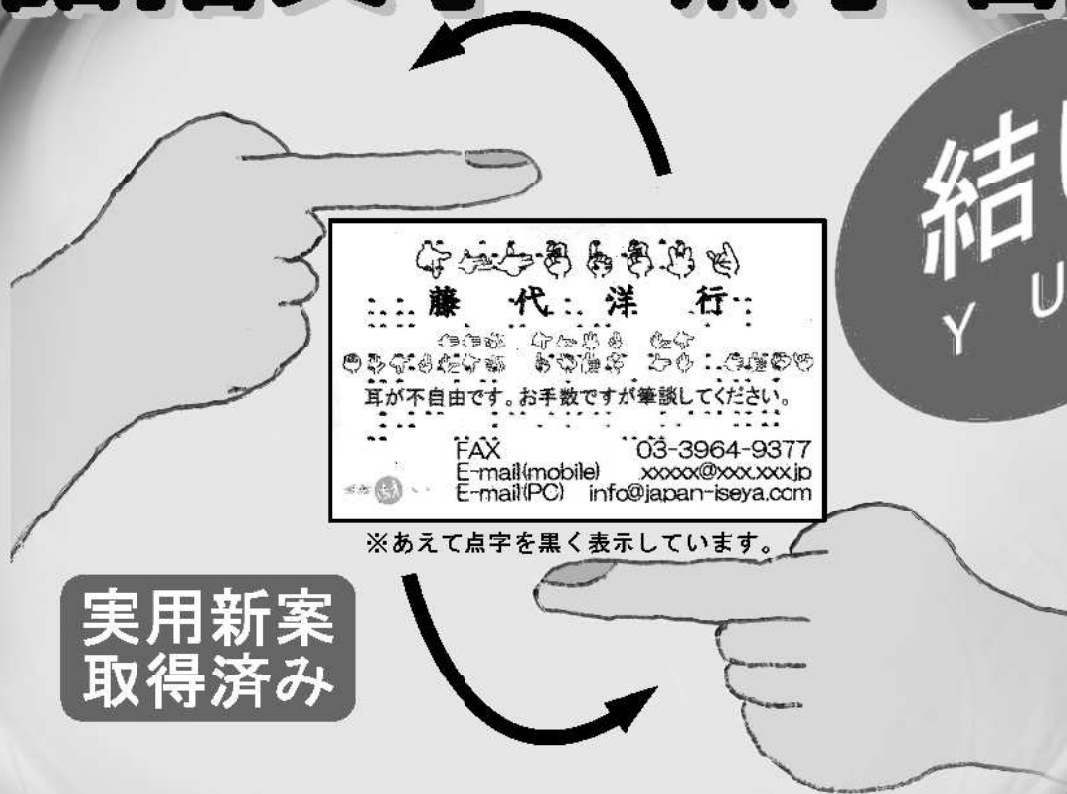 結
YU
藤代洋行
耳が不自由です。お手数ですが筆談してください。
FAX 03-3964-9377
E-mail(mobile) xxxxx@xxx.xxx.jp
E-mail(PC) info@japan-iseya.com
※あえて点字を黒く表示しています。
実用新案
取得済み